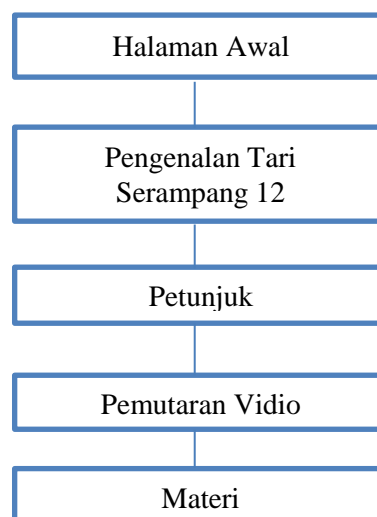 Halaman Awal
Pengenalan Tari
Serampang 12
Petunjuk
Pemutaran Vidio
Materi